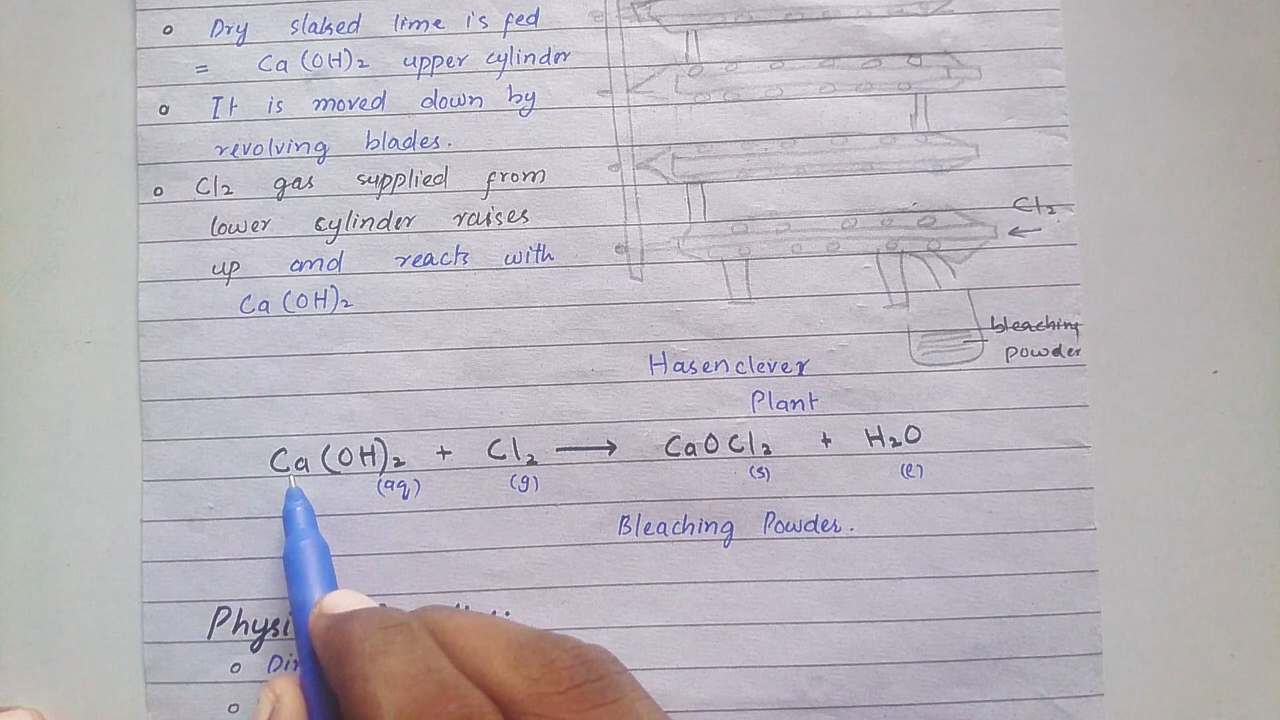 o Dry slaked lime is fed
= Ca(OH)2 upper cylinder
o It is moved down by
revolving blades.
o Cl2 gas supplied from
lower cylinder raises
up and reacts with
Ca(OH)2
Cl2
bleaching
powder
Hasenclever
Plant
Ca(OH)2 + Cl2 ⟶ CaOCl2 + H2O
(aq) (g) (s) (l)
Bleaching Powder.
Physi
o Dir
o